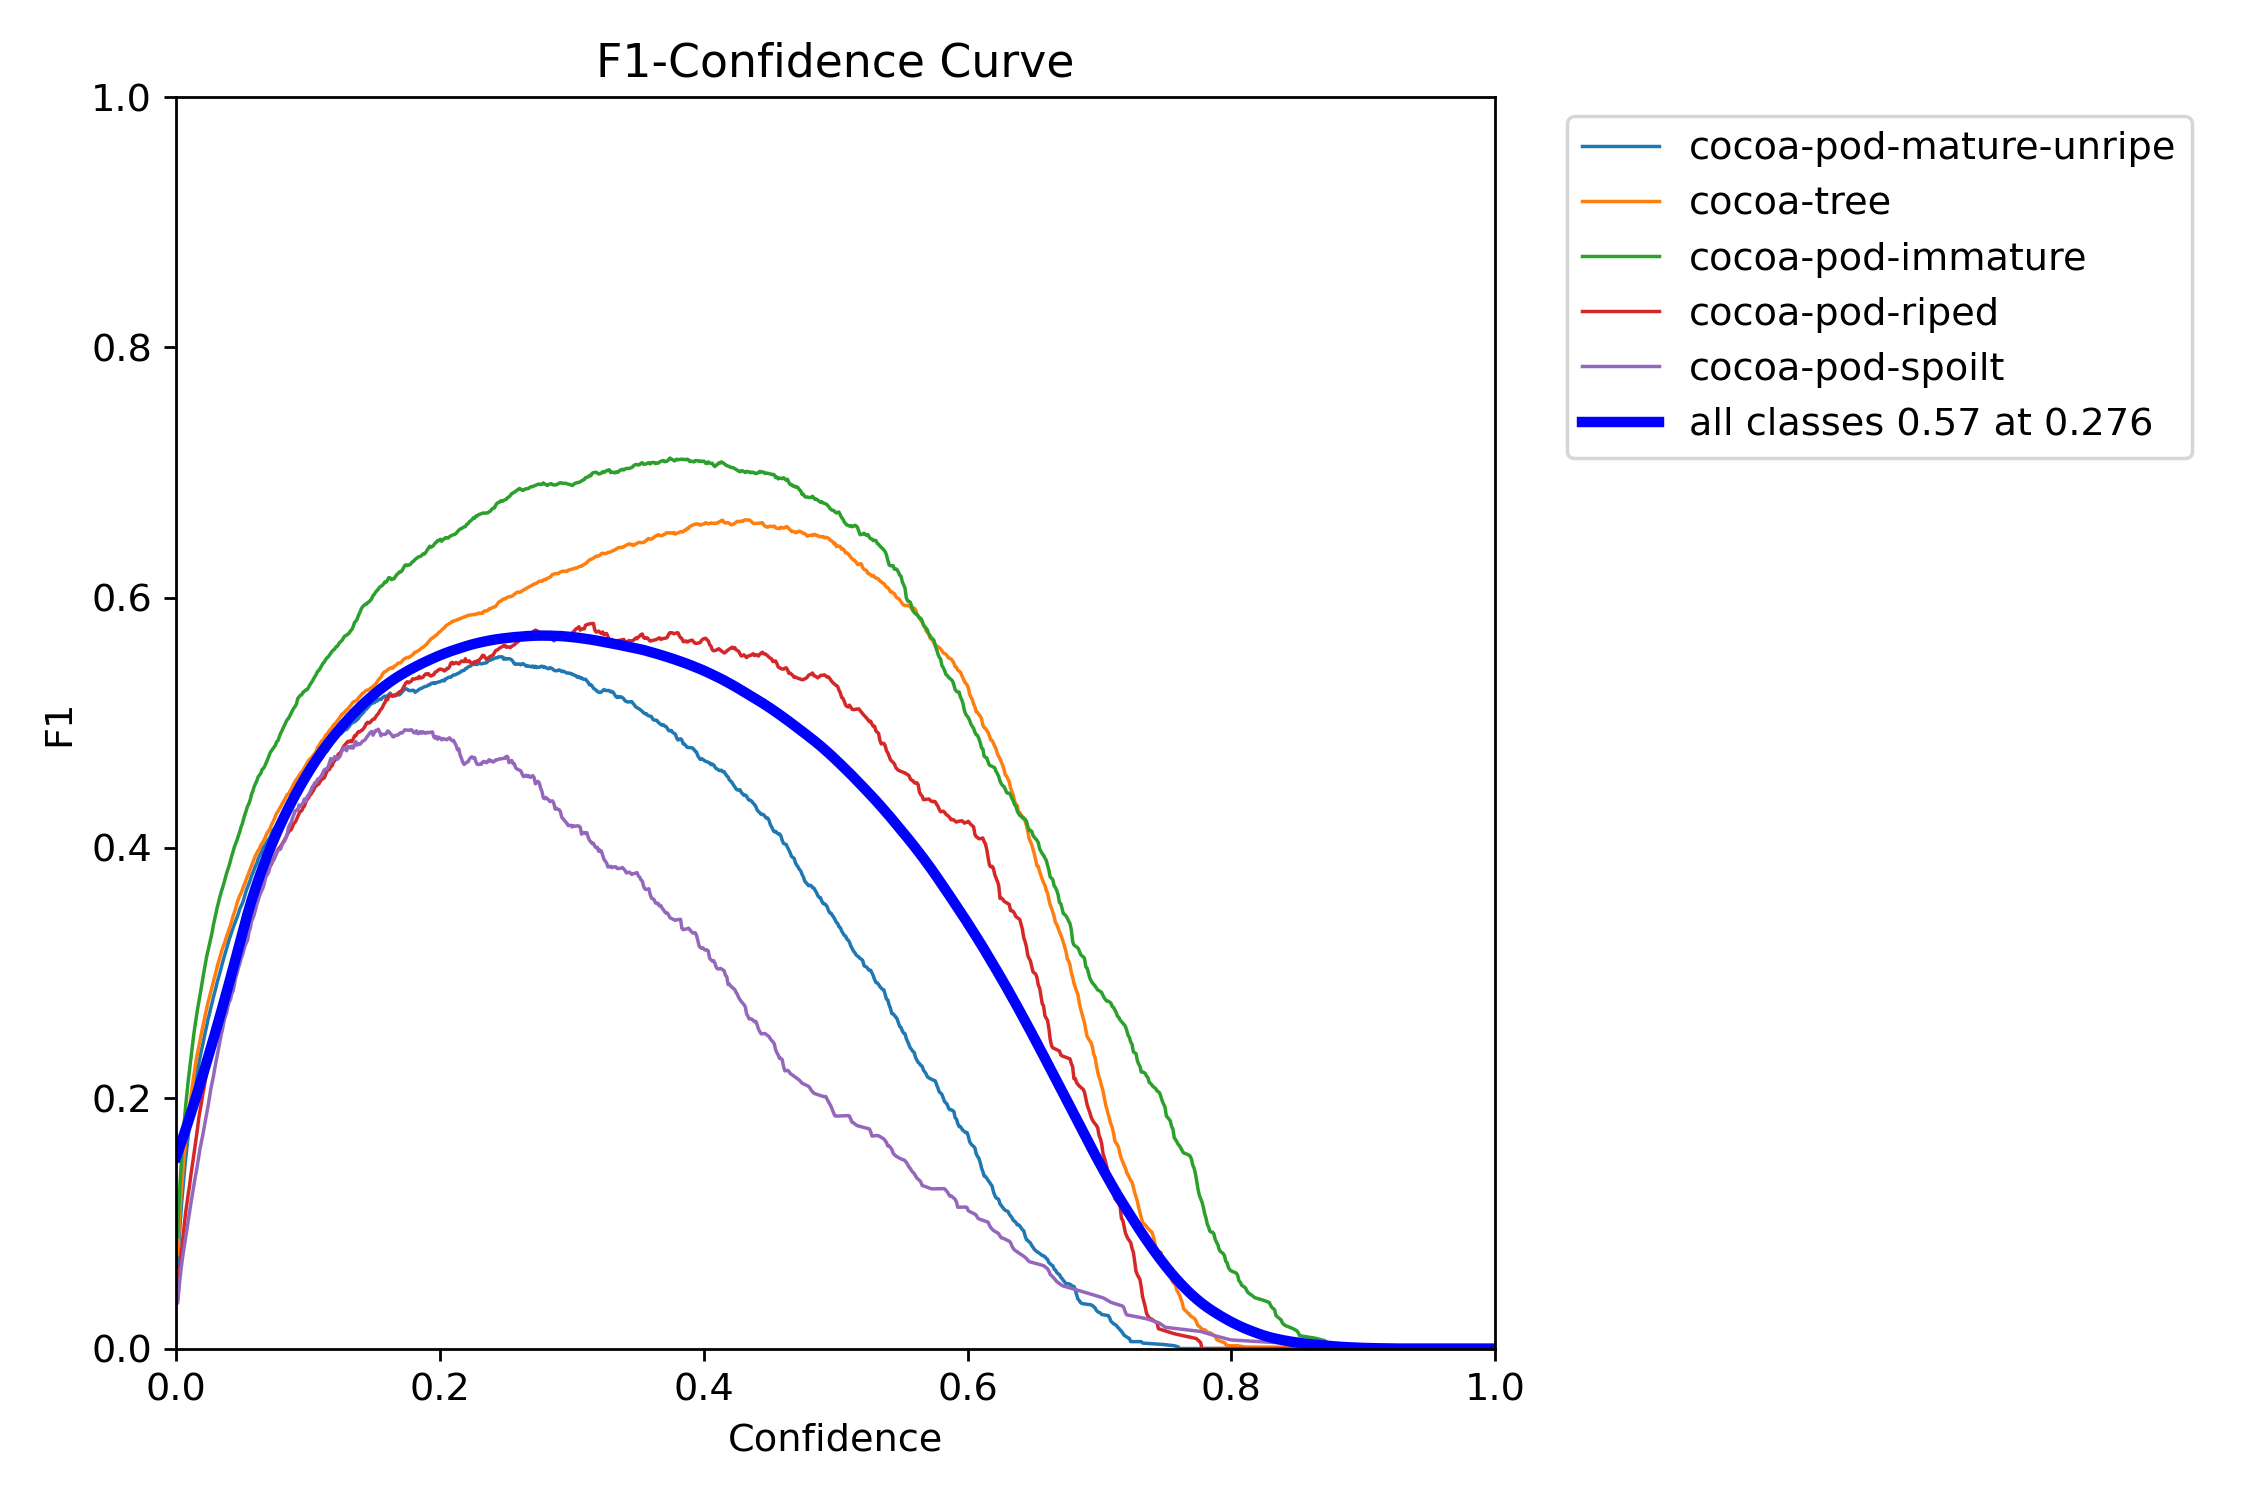 F1-Confidence Curve
1.0
0.8
0.6
0.4
0.2
0.0
F1
0.0 0.2 0.4 0.6 0.8 1.0
Confidence
cocoa-pod-mature-unripe
cocoa-tree
cocoa-pod-immature
cocoa-pod-riped
cocoa-pod-spoilt
all classes 0.57 at 0.276